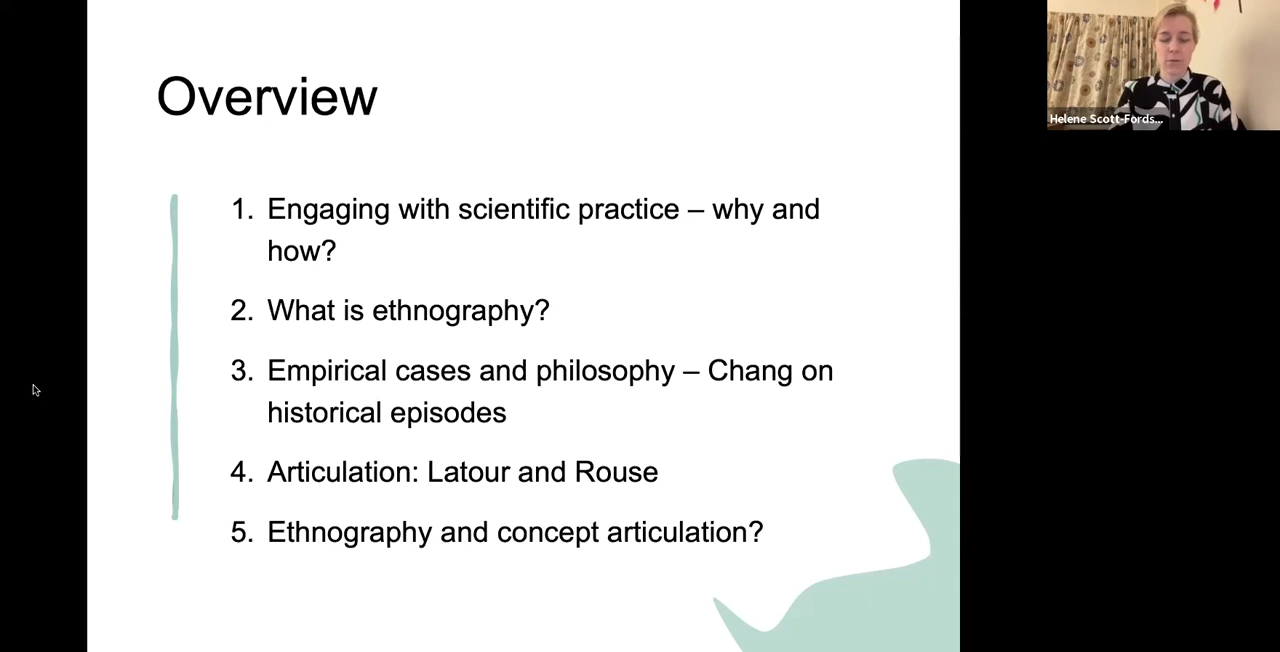 Overview
1. Engaging with scientific practice – why and
how?
2. What is ethnography?
3. Empirical cases and philosophy – Chang on
historical episodes
4. Articulation: Latour and Rouse
5. Ethnography and concept articulation?
Helene Scott-Fords...